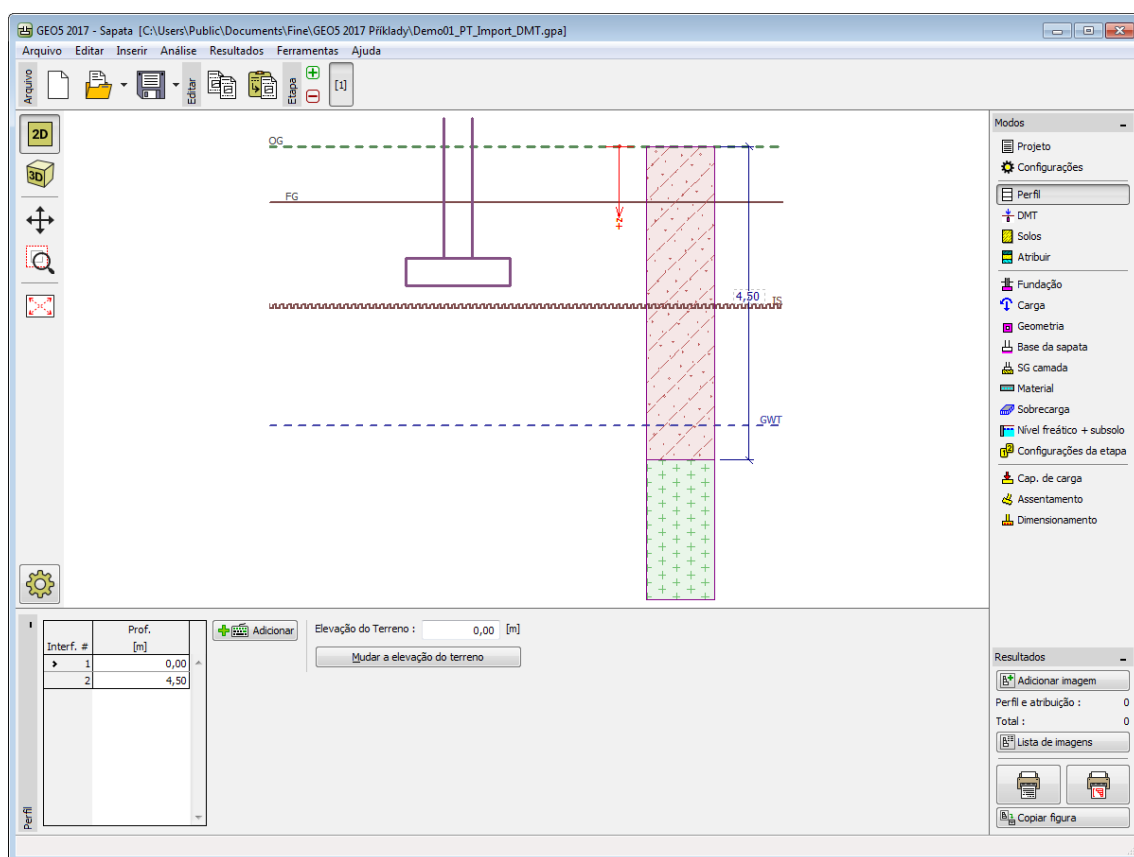 GEO5 2017 - Sapata [C:\Users\Public\Documents\Fine\GEO5 2017 Příklady\Demo01_PT_Import_DMT.gpa]
Arquivo Editar Inserir Análise Resultados Ferramentas Ajuda
Arquivo
Editar
Etapa
[1]
2D
3D
OG
FG
+z
4,50
IS
GWT
Modos
Projeto
Configurações
Perfil
DMT
Solos
Atribuir
Fundação
Carga
Geometria
Base da sapata
SG camada
Material
Sobrecarga
Nível freático + subsolo
Configurações da etapa
Cap. de carga
Assentamento
Dimensionamento
Perfil
Interf. # Prof. [m]
1 0,00
2 4,50
Adicionar
Elevação do Terreno : 0,00 [m]
Mudar a elevação do terreno
Resultados
Adicionar imagem
Perfil e atribuição : 0
Total : 0
Lista de imagens
Copiar figura